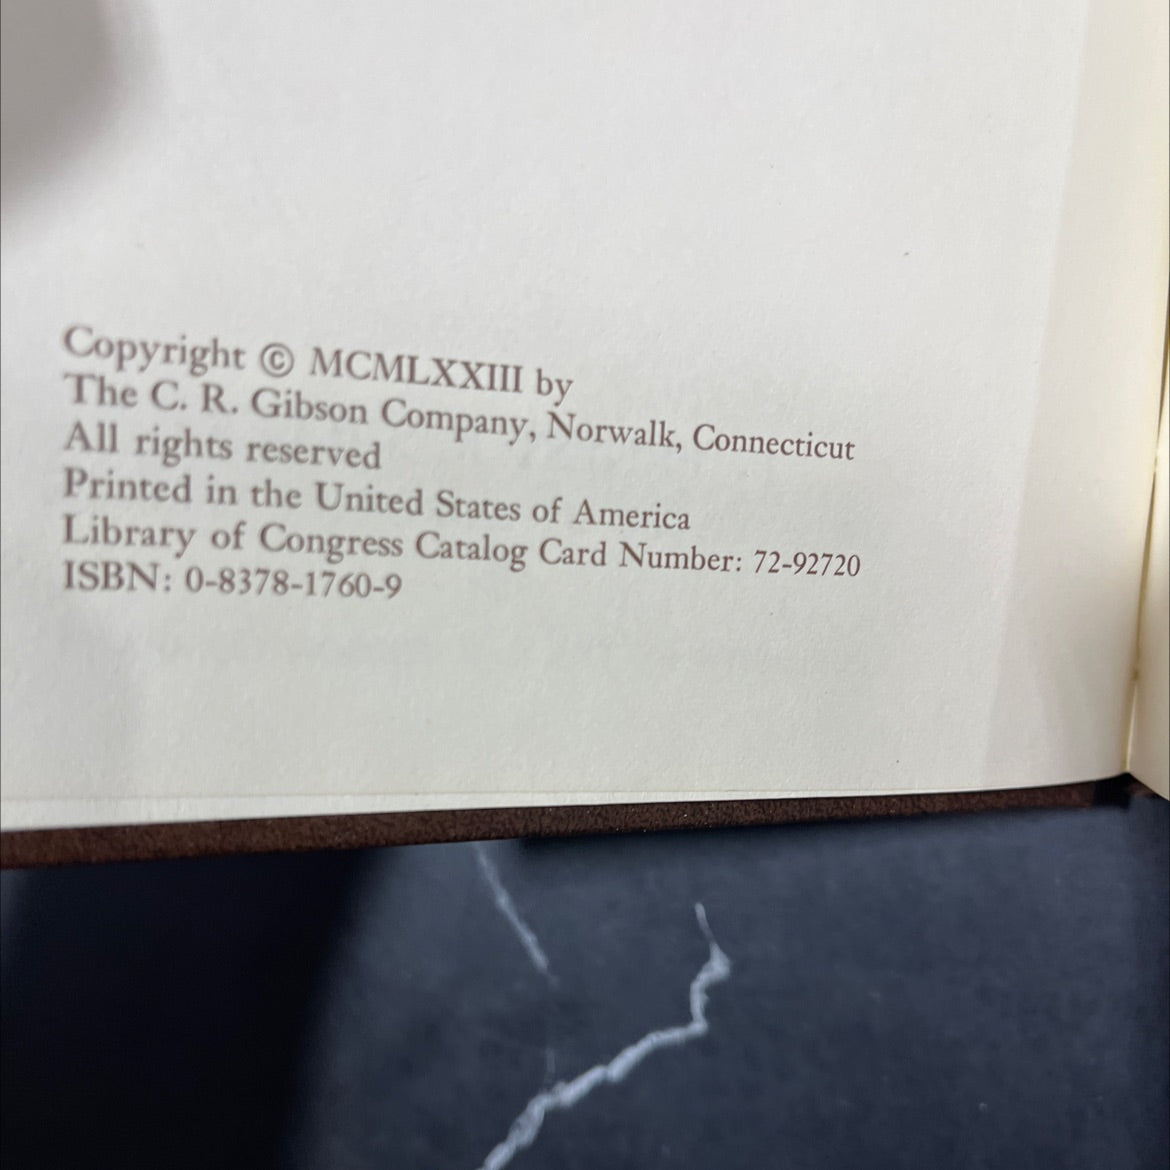 Copyright © MCMLXXIII by
The C. R. Gibson Company, Norwalk, Connecticut
All rights reserved
Printed in the United States of America
Library of Congress Catalog Card Number: 72-92720
ISBN: 0-8378-1760-9